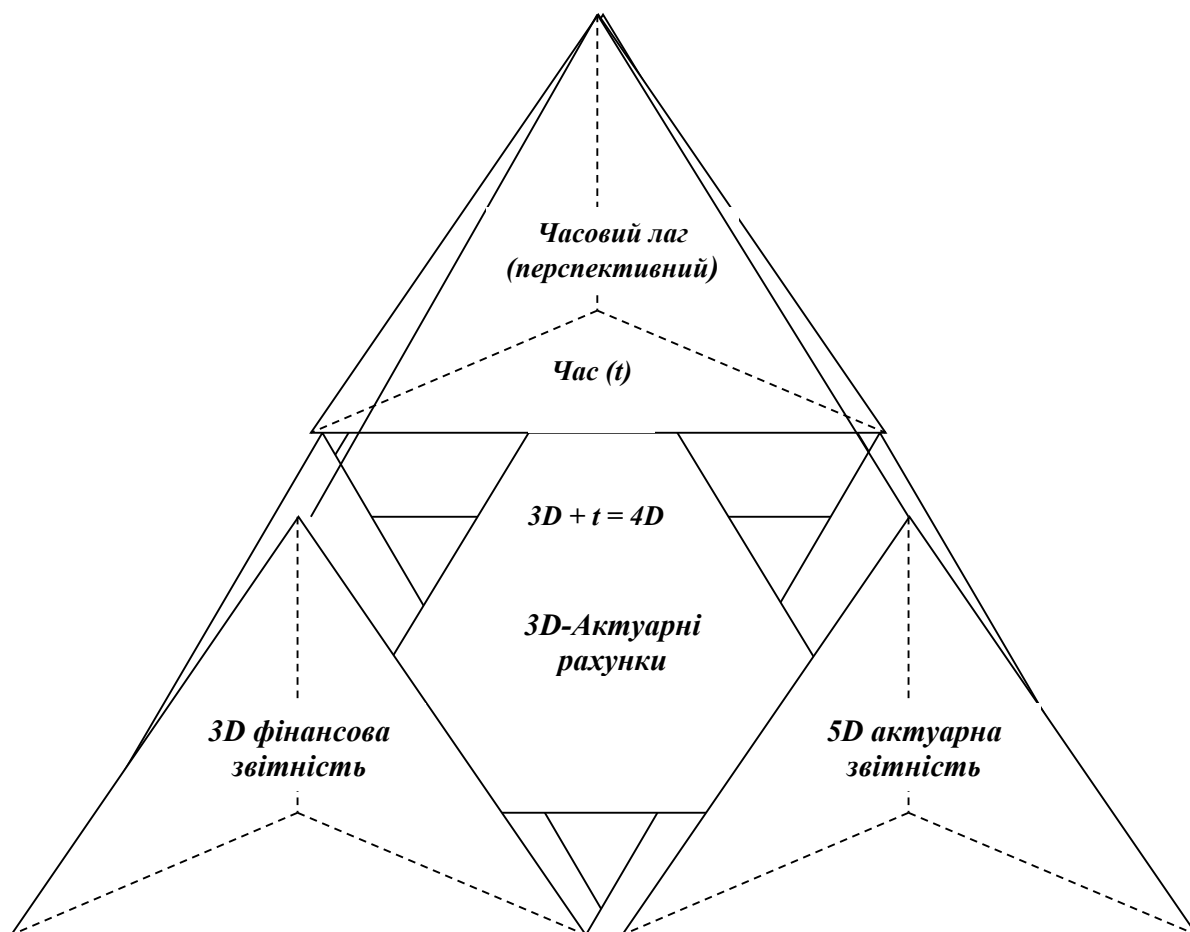 Часовий лаг
(перспективний)
Час (t)
3D + t = 4D
3D-Актуарні
рахунки
3D фінансова
звітність
5D актуарна
звітність